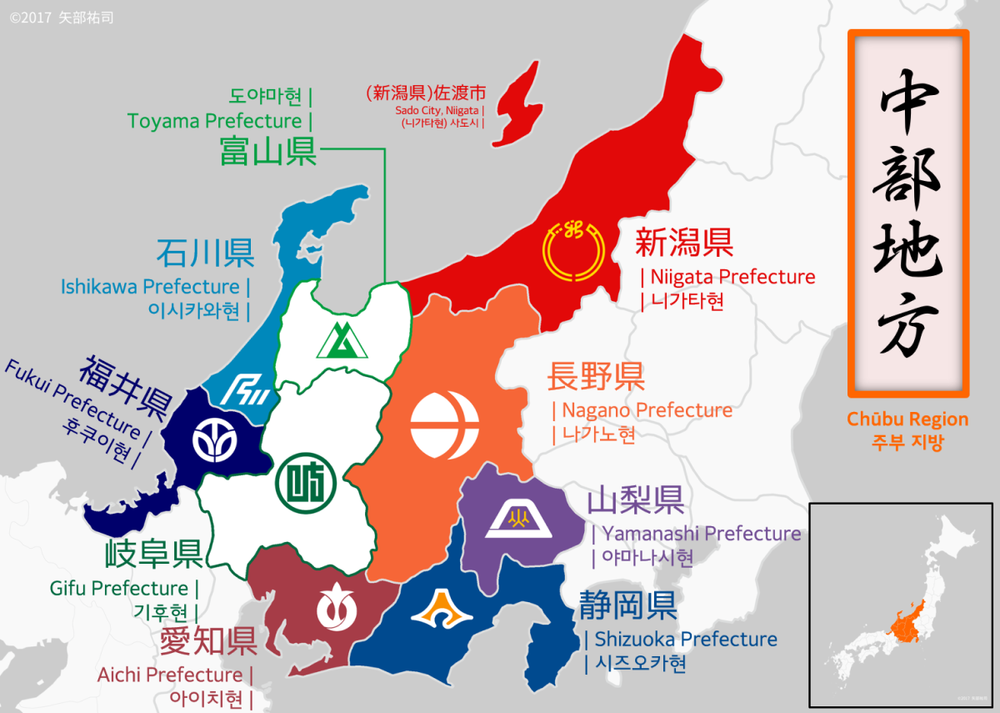 ©2017 矢部祐司
도야마현 |
Toyama Prefecture |
富山県
(新潟県)佐渡市
Sado City, Niigata |
(니가타현) 사도시 |
中部地方
Chūbu Region
주부 지방
石川県
Ishikawa Prefecture |
이시카와현 |
新潟県
| Niigata Prefecture
| 니가타현
福井県
Fukui Prefecture |
후쿠이현 |
長野県
| Nagano Prefecture
| 나가노현
山梨県
| Yamanashi Prefecture
| 야마나시현
岐阜県
Gifu Prefecture |
기후현 |
静岡県
| Shizuoka Prefecture
| 시즈오카현
愛知県
Aichi Prefecture |
아이치현 |
©2017 矢部祐司